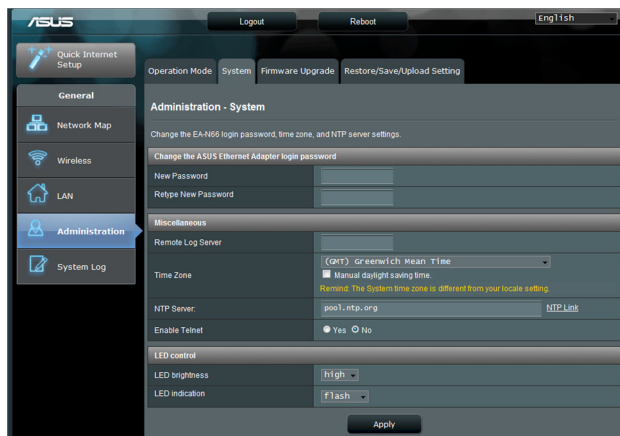 ASUS
Logout
Reboot
English
Quick Internet Setup
Operation Mode
System
Firmware Upgrade
Restore/Save/Upload Setting
General
Network Map
Wireless
LAN
Administration
System Log
Administration - System
Change the EA-N66 login password, time zone, and NTP server settings.
Change the ASUS Ethernet Adapter login password
New Password
Retype New Password
Miscellaneous
Remote Log Server
Time Zone
(GMT) Greenwich Mean Time
Manual daylight saving time.
Remind: The System time zone is different from your locale setting.
NTP Server:
pool.ntp.org
NTP Link
Enable Telnet
Yes
No
LED control
LED brightness
high
LED indication
flash
Apply